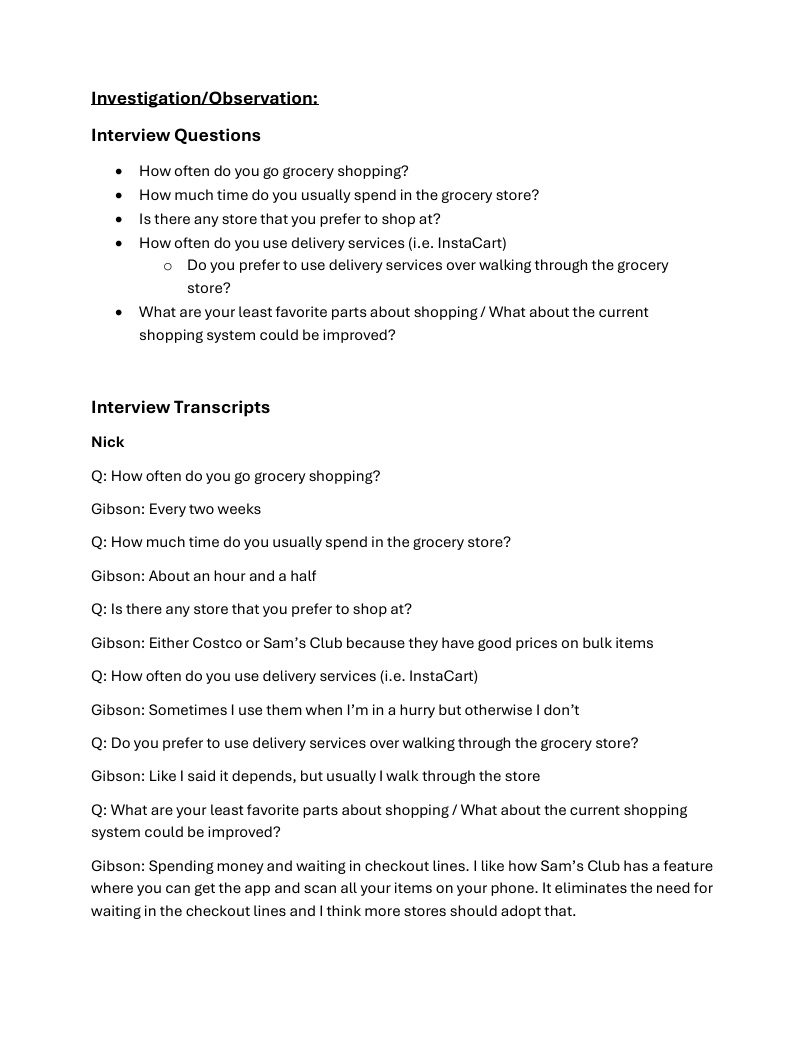 Investigation/Observation:
Interview Questions
• How often do you go grocery shopping?
• How much time do you usually spend in the grocery store?
• Is there any store that you prefer to shop at?
• How often do you use delivery services (i.e. InstaCart)
o Do you prefer to use delivery services over walking through the grocery
store?
• What are your least favorite parts about shopping / What about the current
shopping system could be improved?
Interview Transcripts
Nick
Q: How often do you go grocery shopping?
Gibson: Every two weeks
Q: How much time do you usually spend in the grocery store?
Gibson: About an hour and a half
Q: Is there any store that you prefer to shop at?
Gibson: Either Costco or Sam’s Club because they have good prices on bulk items
Q: How often do you use delivery services (i.e. InstaCart)
Gibson: Sometimes I use them when I’m in a hurry but otherwise I don’t
Q: Do you prefer to use delivery services over walking through the grocery store?
Gibson: Like I said it depends, but usually I walk through the store
Q: What are your least favorite parts about shopping / What about the current shopping
system could be improved?
Gibson: Spending money and waiting in checkout lines. I like how Sam’s Club has a feature
where you can get the app and scan all your items on your phone. It eliminates the need for
waiting in the checkout lines and I think more stores should adopt that.